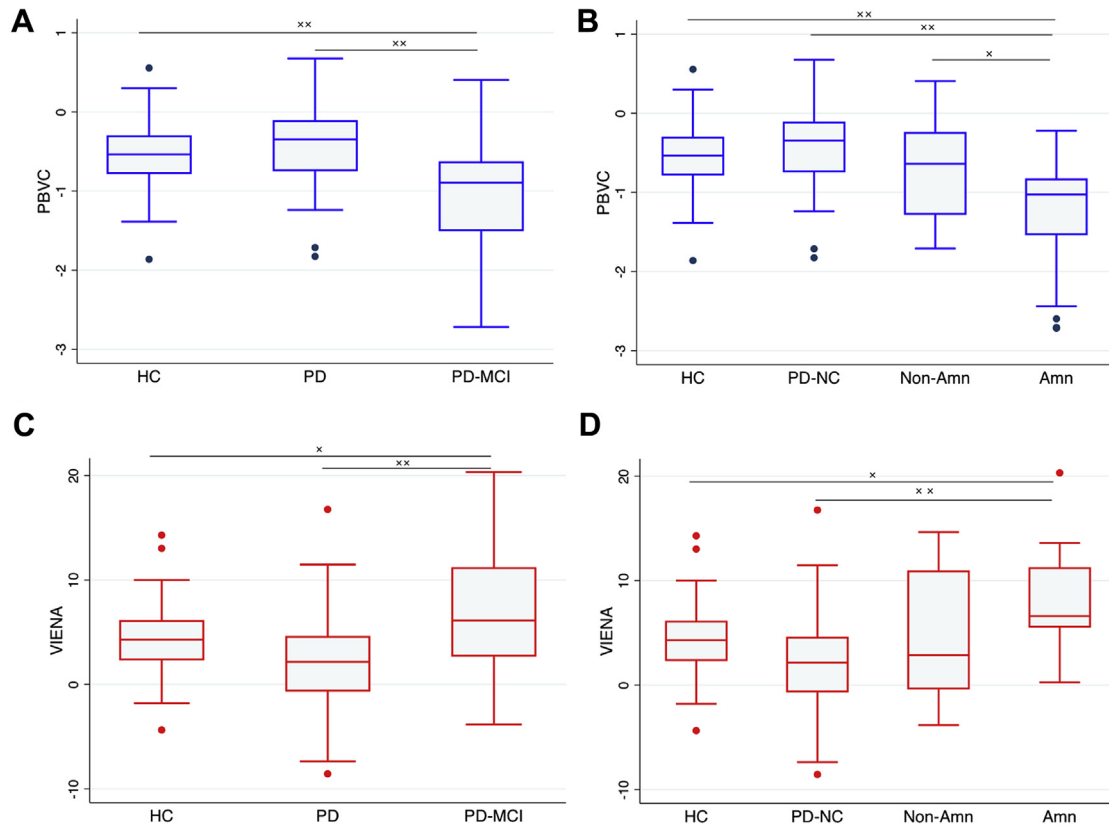 A
××
××
1
0
-1
-2
-3
PBVC
HC PD PD-MCI
B
××
××
×
1
0
-1
-2
-3
PBVC
HC PD-NC Non-Amn Amn
C
×
××
20
10
0
-10
VIENA
HC PD PD-MCI
D
×
× ×
20
10
0
-10
VIENA
HC PD-NC Non-Amn Amn